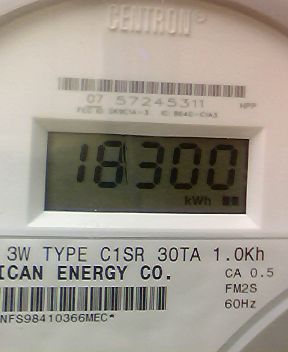 CENTRON®
07 57245311 HPP
18300
kWh
3W TYPE C1SR 30TA 1.0Kh
ICAN ENERGY CO.
CA 0.5
FM2S
60Hz
NFS98410366MEC*